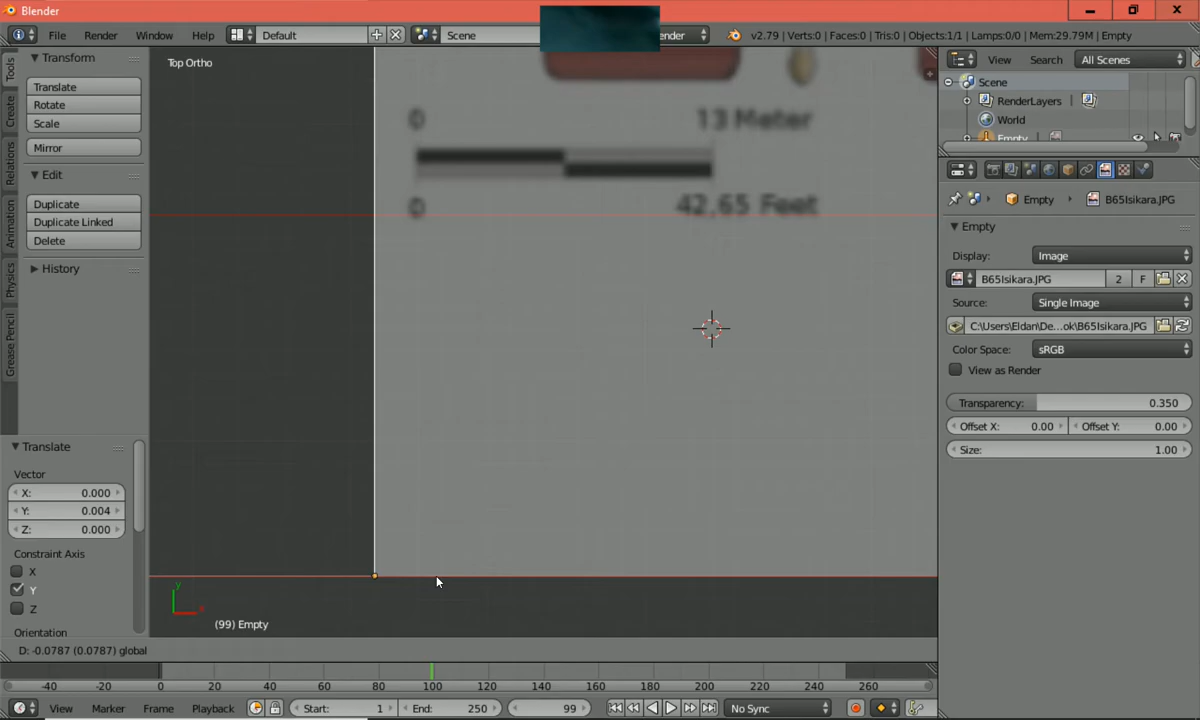 Blender
File Render Window Help Default Scene ender v2.79 | Verts:0 | Faces:0 | Tris:0 | Objects:1/1 | Lamps:0/0 | Mem:29.79M | Empty
Tools
Create
Relations
Animation
Physics
Grease Pencil
Transform
Translate
Rotate
Scale
Mirror
Edit
Duplicate
Duplicate Linked
Delete
History
Translate
Vector
X: 0.000
Y: 0.004
Z: 0.000
Constraint Axis
X
Y
Z
Orientation
Top Ortho
0 13 Meter
0 42,65 Feet
y
x
(99) Empty
D: -0.0787 (0.0787) global
View Search All Scenes
Scene
RenderLayers
World
Empty
Empty B65Isikara.JPG
Empty
Display: Image
B65Isikara.JPG 2 F
Source: Single Image
C:\Users\Eldan\De...ok\B65Isikara.JPG
Color Space: sRGB
View as Render
Transparency: 0.350
Offset X: 0.00 Offset Y: 0.00
Size: 1.00
-40 -20 0 20 40 60 80 100 120 140 160 180 200 220 240 260
View Marker Frame Playback Start: 1 End: 250 99 No Sync